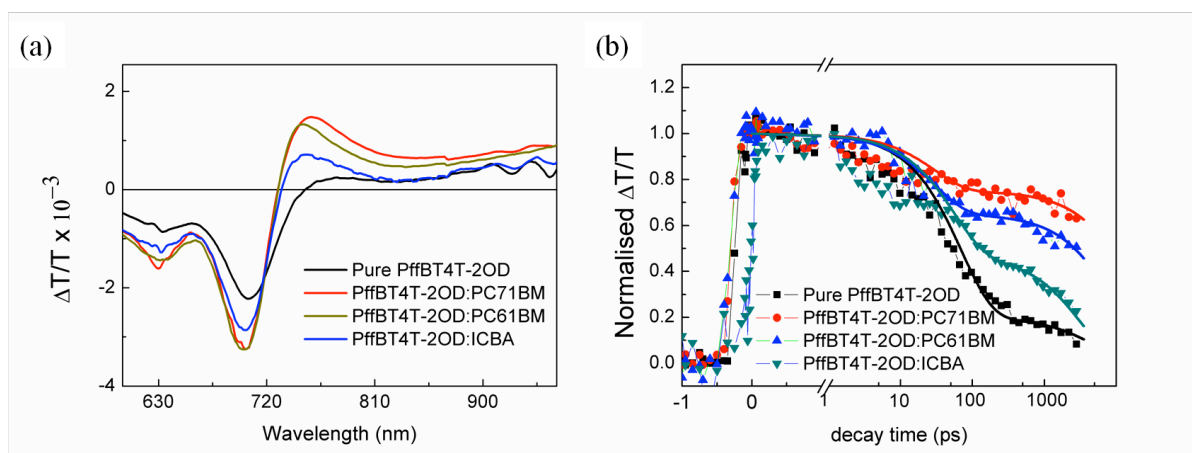 (a)
2
0
-2
-4
ΔT/T x 10⁻³
630
720
810
900
Wavelength (nm)
Pure PffBT4T-2OD
PffBT4T-2OD:PC71BM
PffBT4T-2OD:PC61BM
PffBT4T-2OD:ICBA
(b)
1.2
1.0
0.8
0.6
0.4
0.2
0.0
Normalised ΔT/T
-1
0
1
10
100
1000
decay time (ps)
Pure PffBT4T-2OD
PffBT4T-2OD:PC71BM
PffBT4T-2OD:PC61BM
PffBT4T-2OD:ICBA